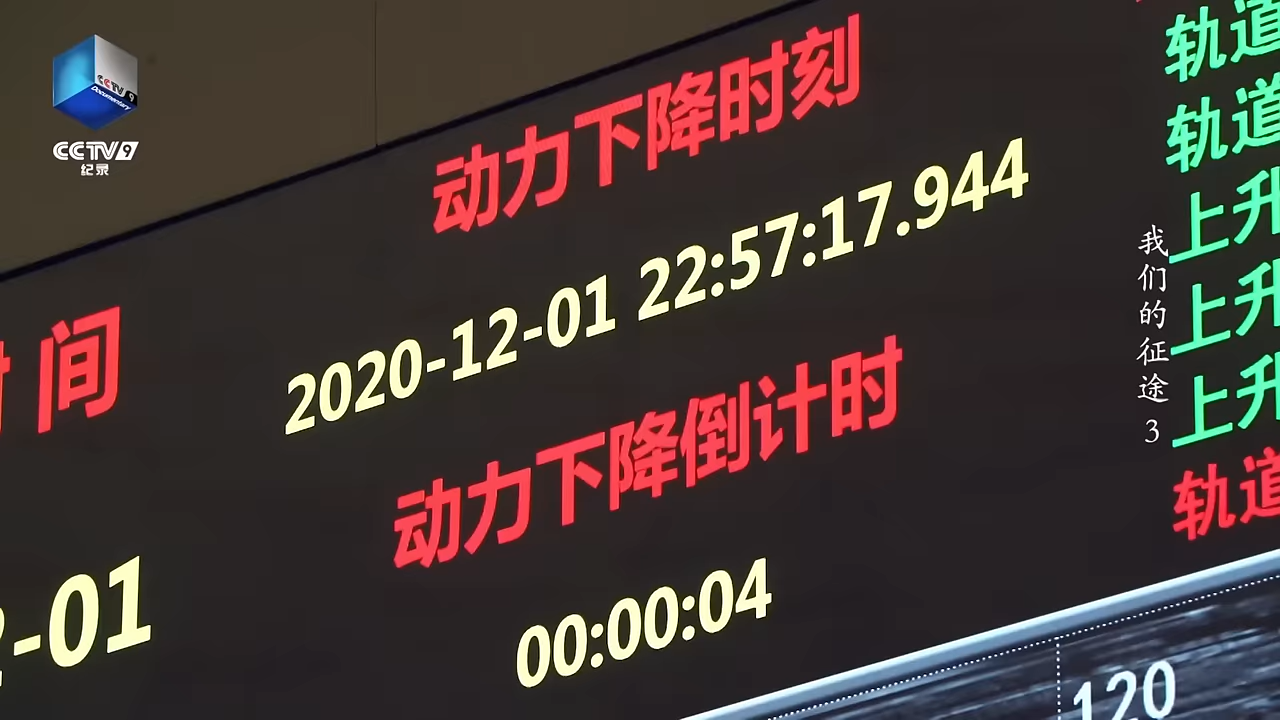 CCTV 9
Documentary
CCTV9
纪录
动力下降时刻
2020-12-01 22:57:17.944
动力下降倒计时
00:00:04
间
-01
轨道
轨道
上升
上升
上升
轨道
我们的征途3
120